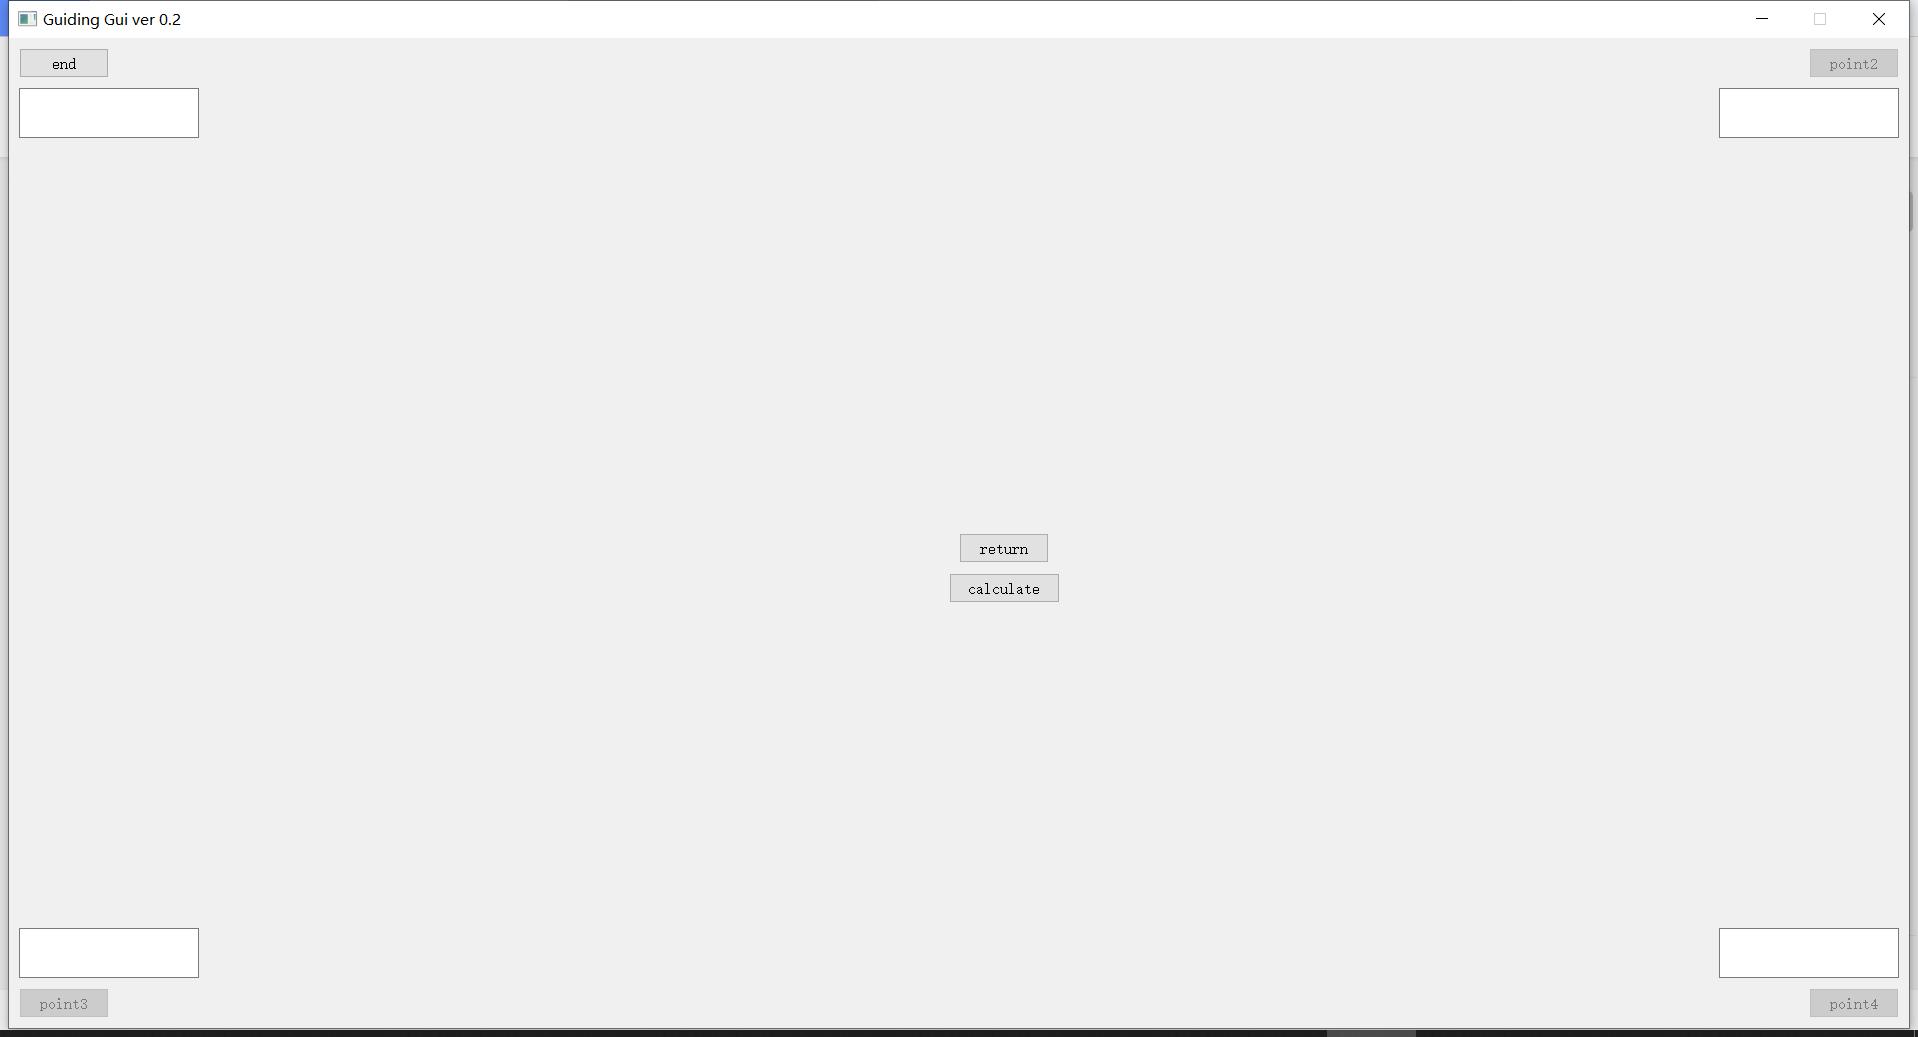 Guiding Gui ver 0.2
end
point2
return
calculate
point3
point4